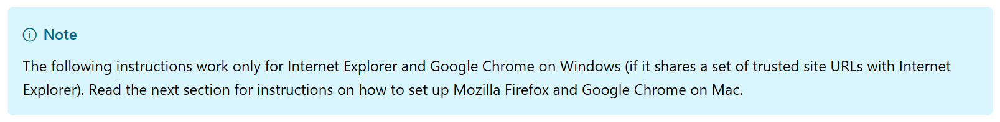 Note
The following instructions work only for Internet Explorer and Google Chrome on Windows (if it shares a set of trusted site URLs with Internet
Explorer). Read the next section for instructions on how to set up Mozilla Firefox and Google Chrome on Mac.